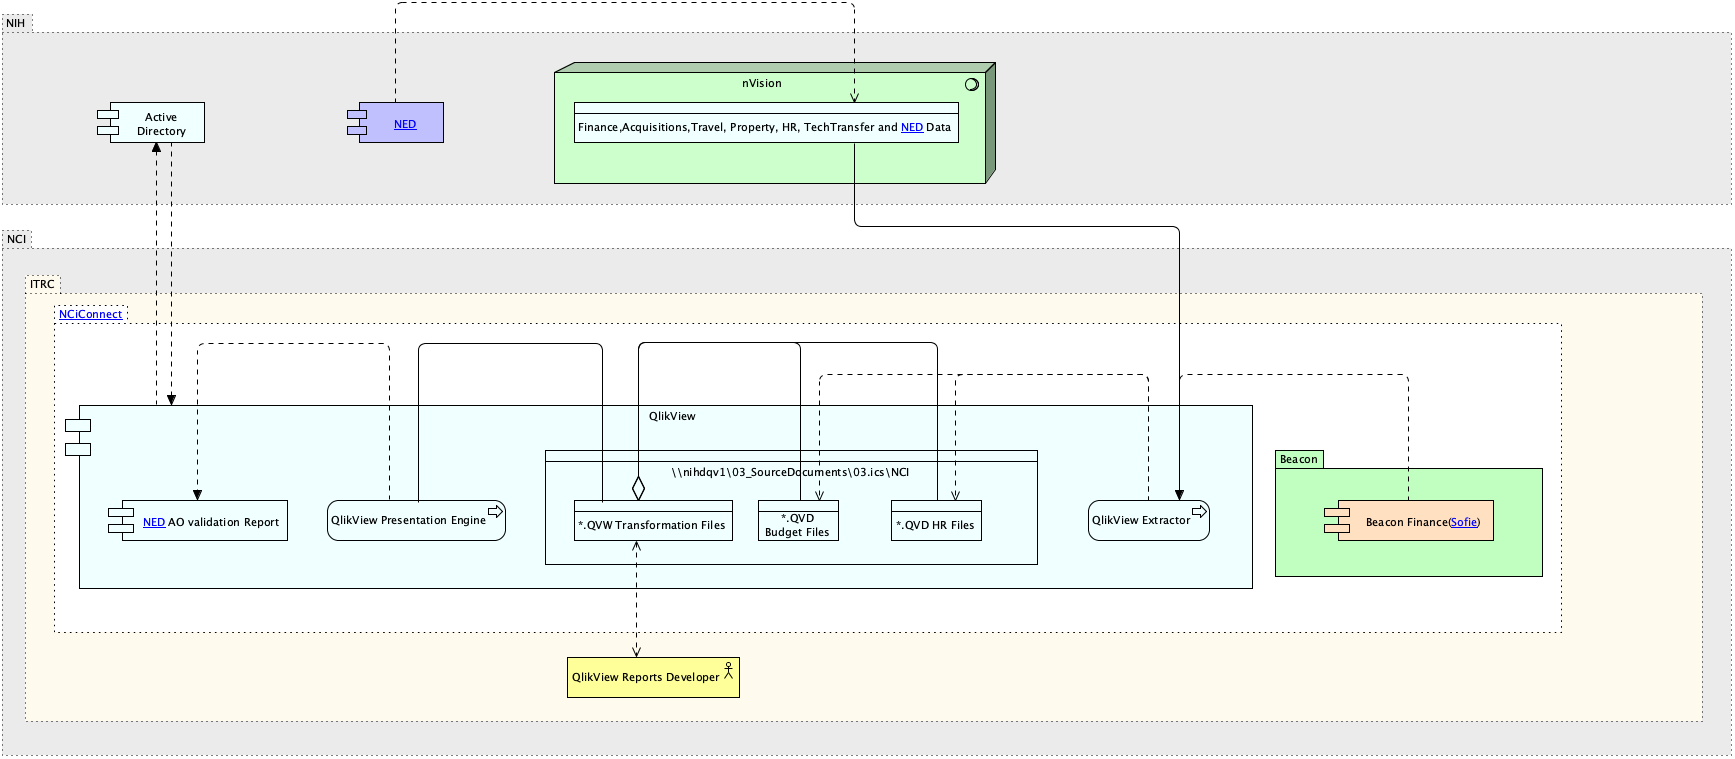 NIH
nVision
Active
Directory
NED
Finance,Acquisitions,Travel, Property, HR, TechTransfer and NED Data
NCI
ITRC
NCiConnect
QlikView
Beacon
\\nihdqv1\03_SourceDocuments\03.ics\NCI
NED AO validation Report
QlikView Presentation Engine
*.QVW Transformation Files
*.QVD
Budget Files
*.QVD HR Files
QlikView Extractor
Beacon Finance(Sofie)
QlikView Reports Developer